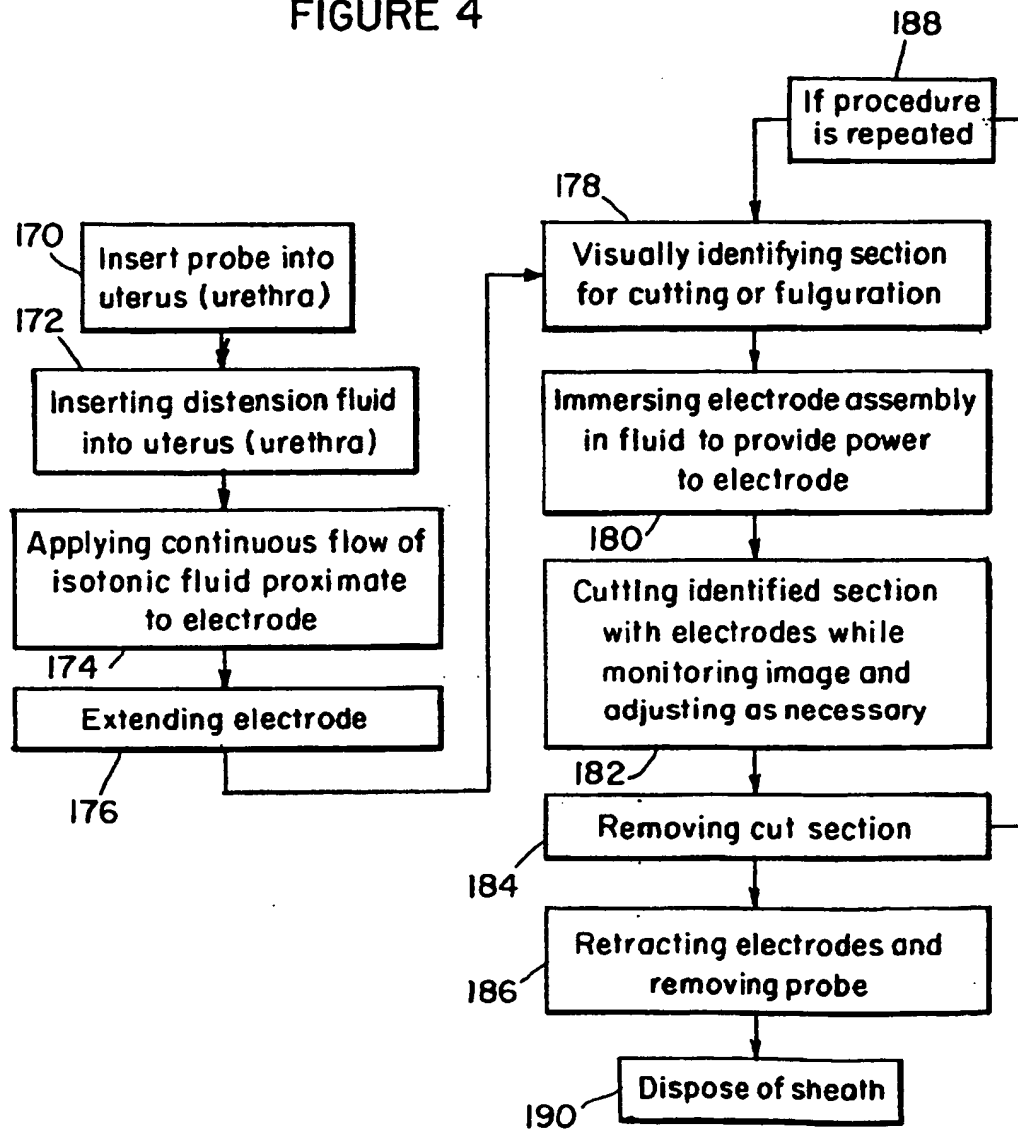 FIGURE 4
170
Insert probe into
uterus (urethra)
172
Inserting distension fluid
into uterus (urethra)
Applying continuous flow of
isotonic fluid proximate
to electrode
174
Extending electrode
176
188
If procedure
is repeated
178
Visually identifying section
for cutting or fulguration
Immersing electrode assembly
in fluid to provide power
to electrode
180
Cutting identified section
with electrodes while
monitoring image and
adjusting as necessary
182
Removing cut section
184
Retracting electrodes and
removing probe
186
Dispose of sheath
190